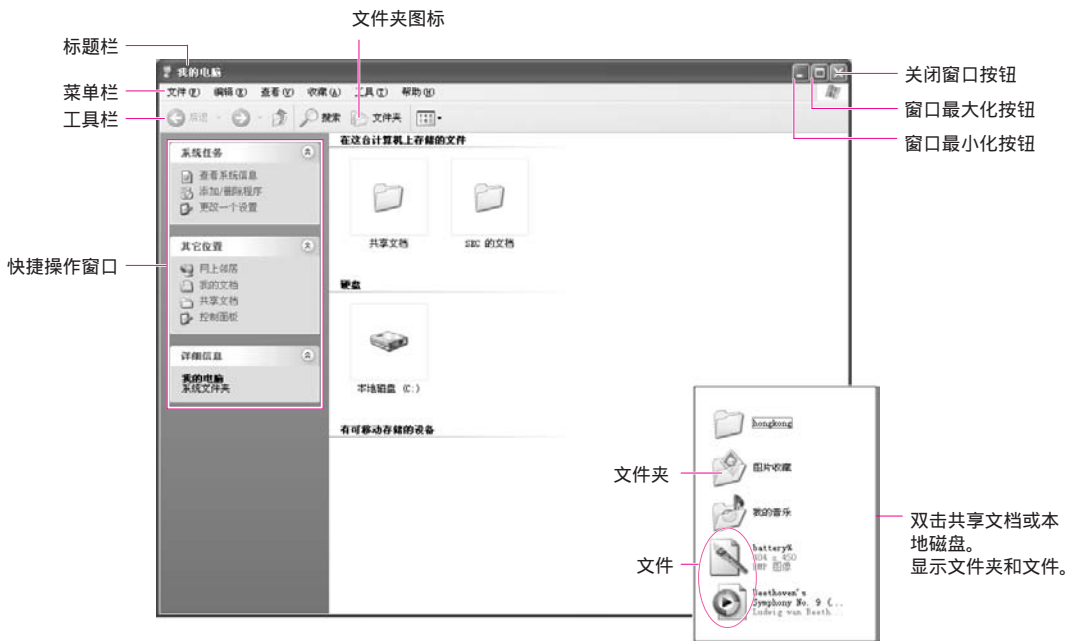 文件夹图标
标题栏
我的电脑
关闭窗口按钮
菜单栏
文件(F) 编辑(E) 查看(V) 收藏(A) 工具(T) 帮助(H)
窗口最大化按钮
工具栏
后退 搜索 文件夹
窗口最小化按钮
在这台计算机上存储的文件
系统任务
查看系统信息
添加/删除程序
更改一个设置
共享文档
SEC 的文档
快捷操作窗口
其它位置
网上邻居
我的文档
共享文档
控制面板
硬盘
本地磁盘 (C:)
详细信息
我的电脑
系统文件夹
有可移动存储的设备
hongkong
文件夹
图片收藏
我的音乐
双击共享文档或本
地磁盘。
显示文件夹和文件。
文件
battery%
404 x 450
BMP 图像
Beethoven's
Symphony No. 9 (...
Ludwig van Beeth...